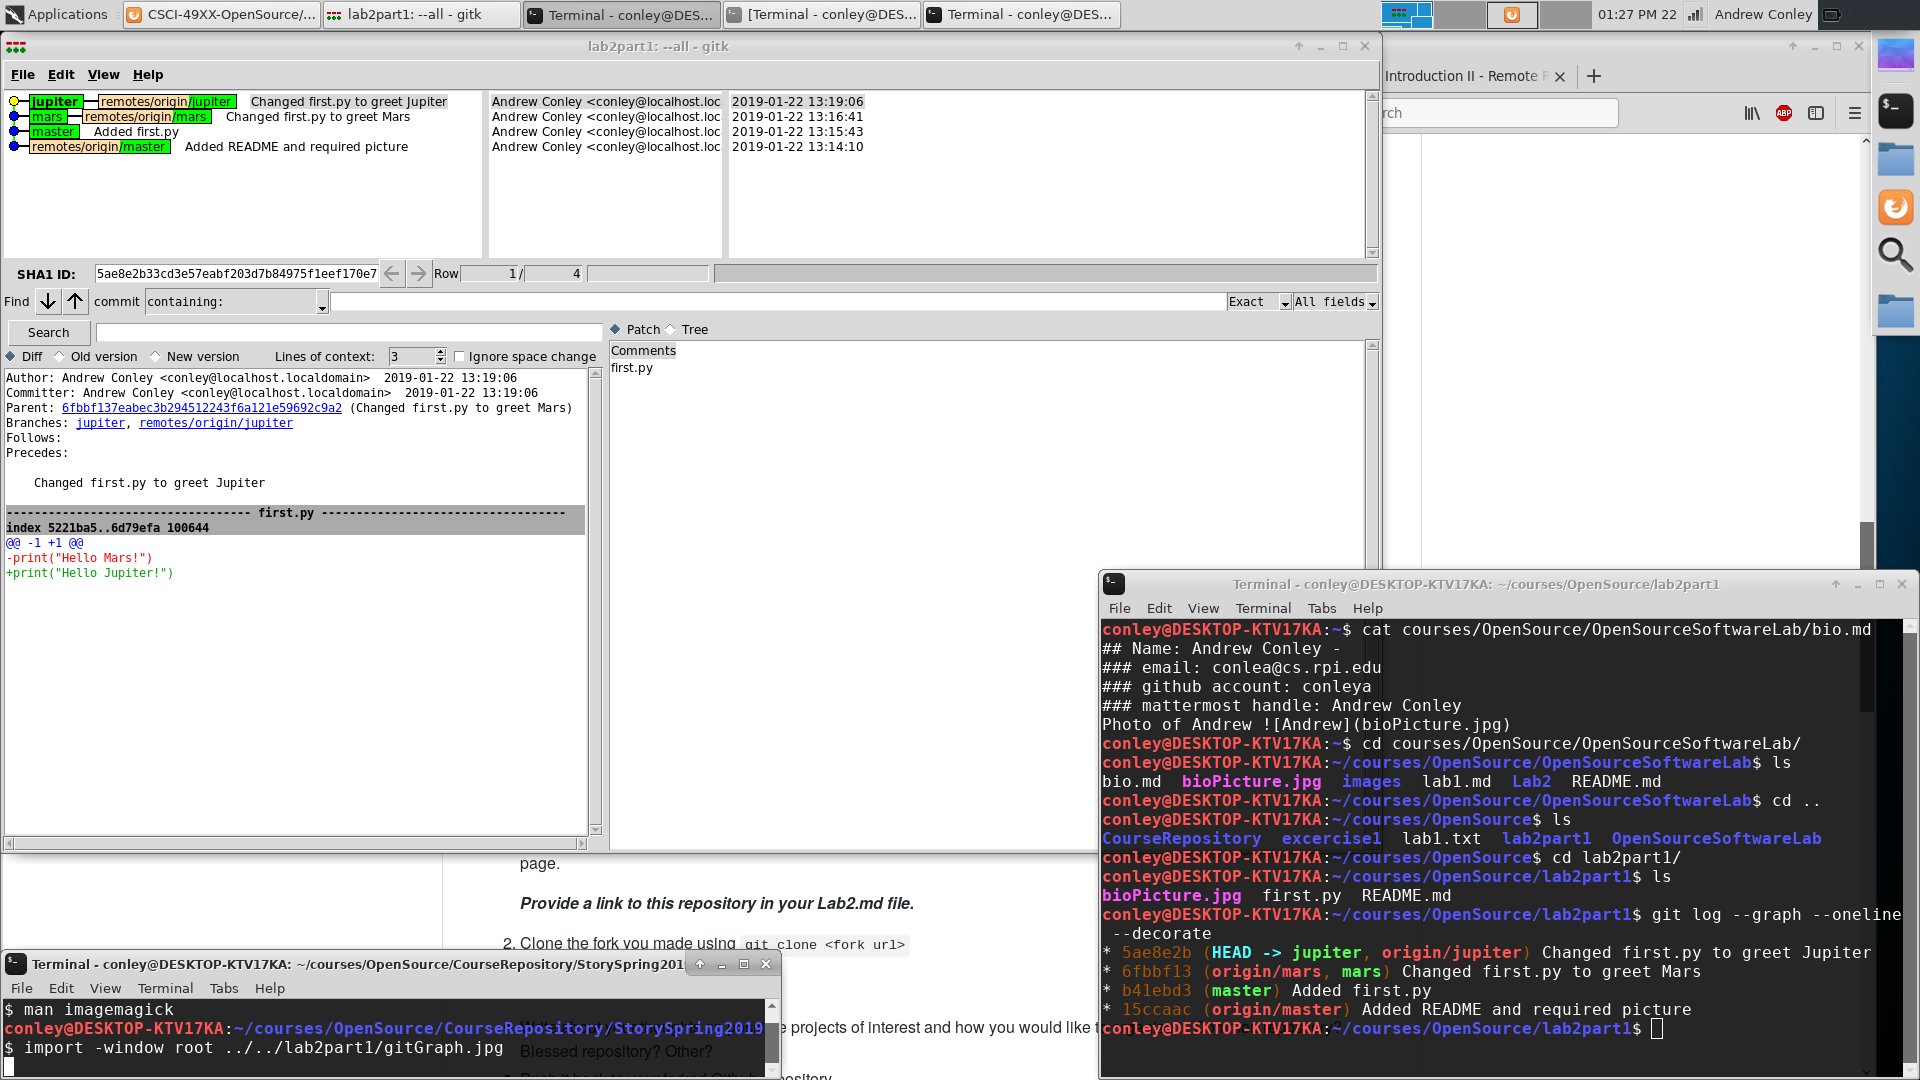 Applications
CSCI-49XX-OpenSource/...
lab2part1: --all - gitk
Terminal - conley@DES...
[Terminal - conley@DES...
Terminal - conley@DES...
01:27 PM 22
Andrew Conley
lab2part1: --all - gitk
File Edit View Help
jupiter remotes/origin/jupiter Changed first.py to greet Jupiter Andrew Conley <conley@localhost.loc 2019-01-22 13:19:06
mars remotes/origin/mars Changed first.py to greet Mars Andrew Conley <conley@localhost.loc 2019-01-22 13:16:41
master Added first.py Andrew Conley <conley@localhost.loc 2019-01-22 13:15:43
remotes/origin/master Added README and required picture Andrew Conley <conley@localhost.loc 2019-01-22 13:14:10
SHA1 ID: 5ae8e2b33cd3e57eabf203d7b84975f1eef170e7 Row 1 / 4
Find commit containing: Exact All fields
Search
Patch Tree
Diff Old version New version Lines of context: 3 Ignore space change
Comments
first.py
Author: Andrew Conley <conley@localhost.localdomain>  2019-01-22 13:19:06
Committer: Andrew Conley <conley@localhost.localdomain>  2019-01-22 13:19:06
Parent: 6fbbf137eabec3b294512243f6a121e59692c9a2 (Changed first.py to greet Mars)
Branches: jupiter, remotes/origin/jupiter
Follows:
Precedes:
Changed first.py to greet Jupiter
----------------------------------- first.py -----------------------------------
index 5221ba5..6d79efa 100644
@@ -1 +1 @@
-print("Hello Mars!")
+print("Hello Jupiter!")
Introduction II - Remote
rch
ABP
page.
Provide a link to this repository in your Lab2.md file.
2. Clone the fork you made using git clone <fork url>
e projects of interest and how you would like t
Blessed repository? Other?
Terminal - conley@DESKTOP-KTV17KA: ~/courses/OpenSource/CourseRepository/StorySpring201
File Edit View Terminal Tabs Help
$ man imagemagick
conley@DESKTOP-KTV17KA:~/courses/OpenSource/CourseRepository/StorySpring2019
$ import -window root ../../lab2part1/gitGraph.jpg
Terminal - conley@DESKTOP-KTV17KA: ~/courses/OpenSource/lab2part1
File Edit View Terminal Tabs Help
conley@DESKTOP-KTV17KA:~$ cat courses/OpenSource/OpenSourceSoftwareLab/bio.md
## Name: Andrew Conley -
### email: conlea@cs.rpi.edu
### github account: conleya
### mattermost handle: Andrew Conley
Photo of Andrew ![Andrew](bioPicture.jpg)
conley@DESKTOP-KTV17KA:~$ cd courses/OpenSource/OpenSourceSoftwareLab/
conley@DESKTOP-KTV17KA:~/courses/OpenSource/OpenSourceSoftwareLab$ ls
bio.md  bioPicture.jpg  images  lab1.md  Lab2  README.md
conley@DESKTOP-KTV17KA:~/courses/OpenSource/OpenSourceSoftwareLab$ cd ..
conley@DESKTOP-KTV17KA:~/courses/OpenSource$ ls
CourseRepository  excercise1  lab1.txt  lab2part1  OpenSourceSoftwareLab
conley@DESKTOP-KTV17KA:~/courses/OpenSource$ cd lab2part1/
conley@DESKTOP-KTV17KA:~/courses/OpenSource/lab2part1$ ls
bioPicture.jpg  first.py  README.md
conley@DESKTOP-KTV17KA:~/courses/OpenSource/lab2part1$ git log --graph --oneline
--decorate
* 5ae8e2b (HEAD -> jupiter, origin/jupiter) Changed first.py to greet Jupiter
* 6fbbf13 (origin/mars, mars) Changed first.py to greet Mars
* b41ebd3 (master) Added first.py
* 15ccaac (origin/master) Added README and required picture
conley@DESKTOP-KTV17KA:~/courses/OpenSource/lab2part1$